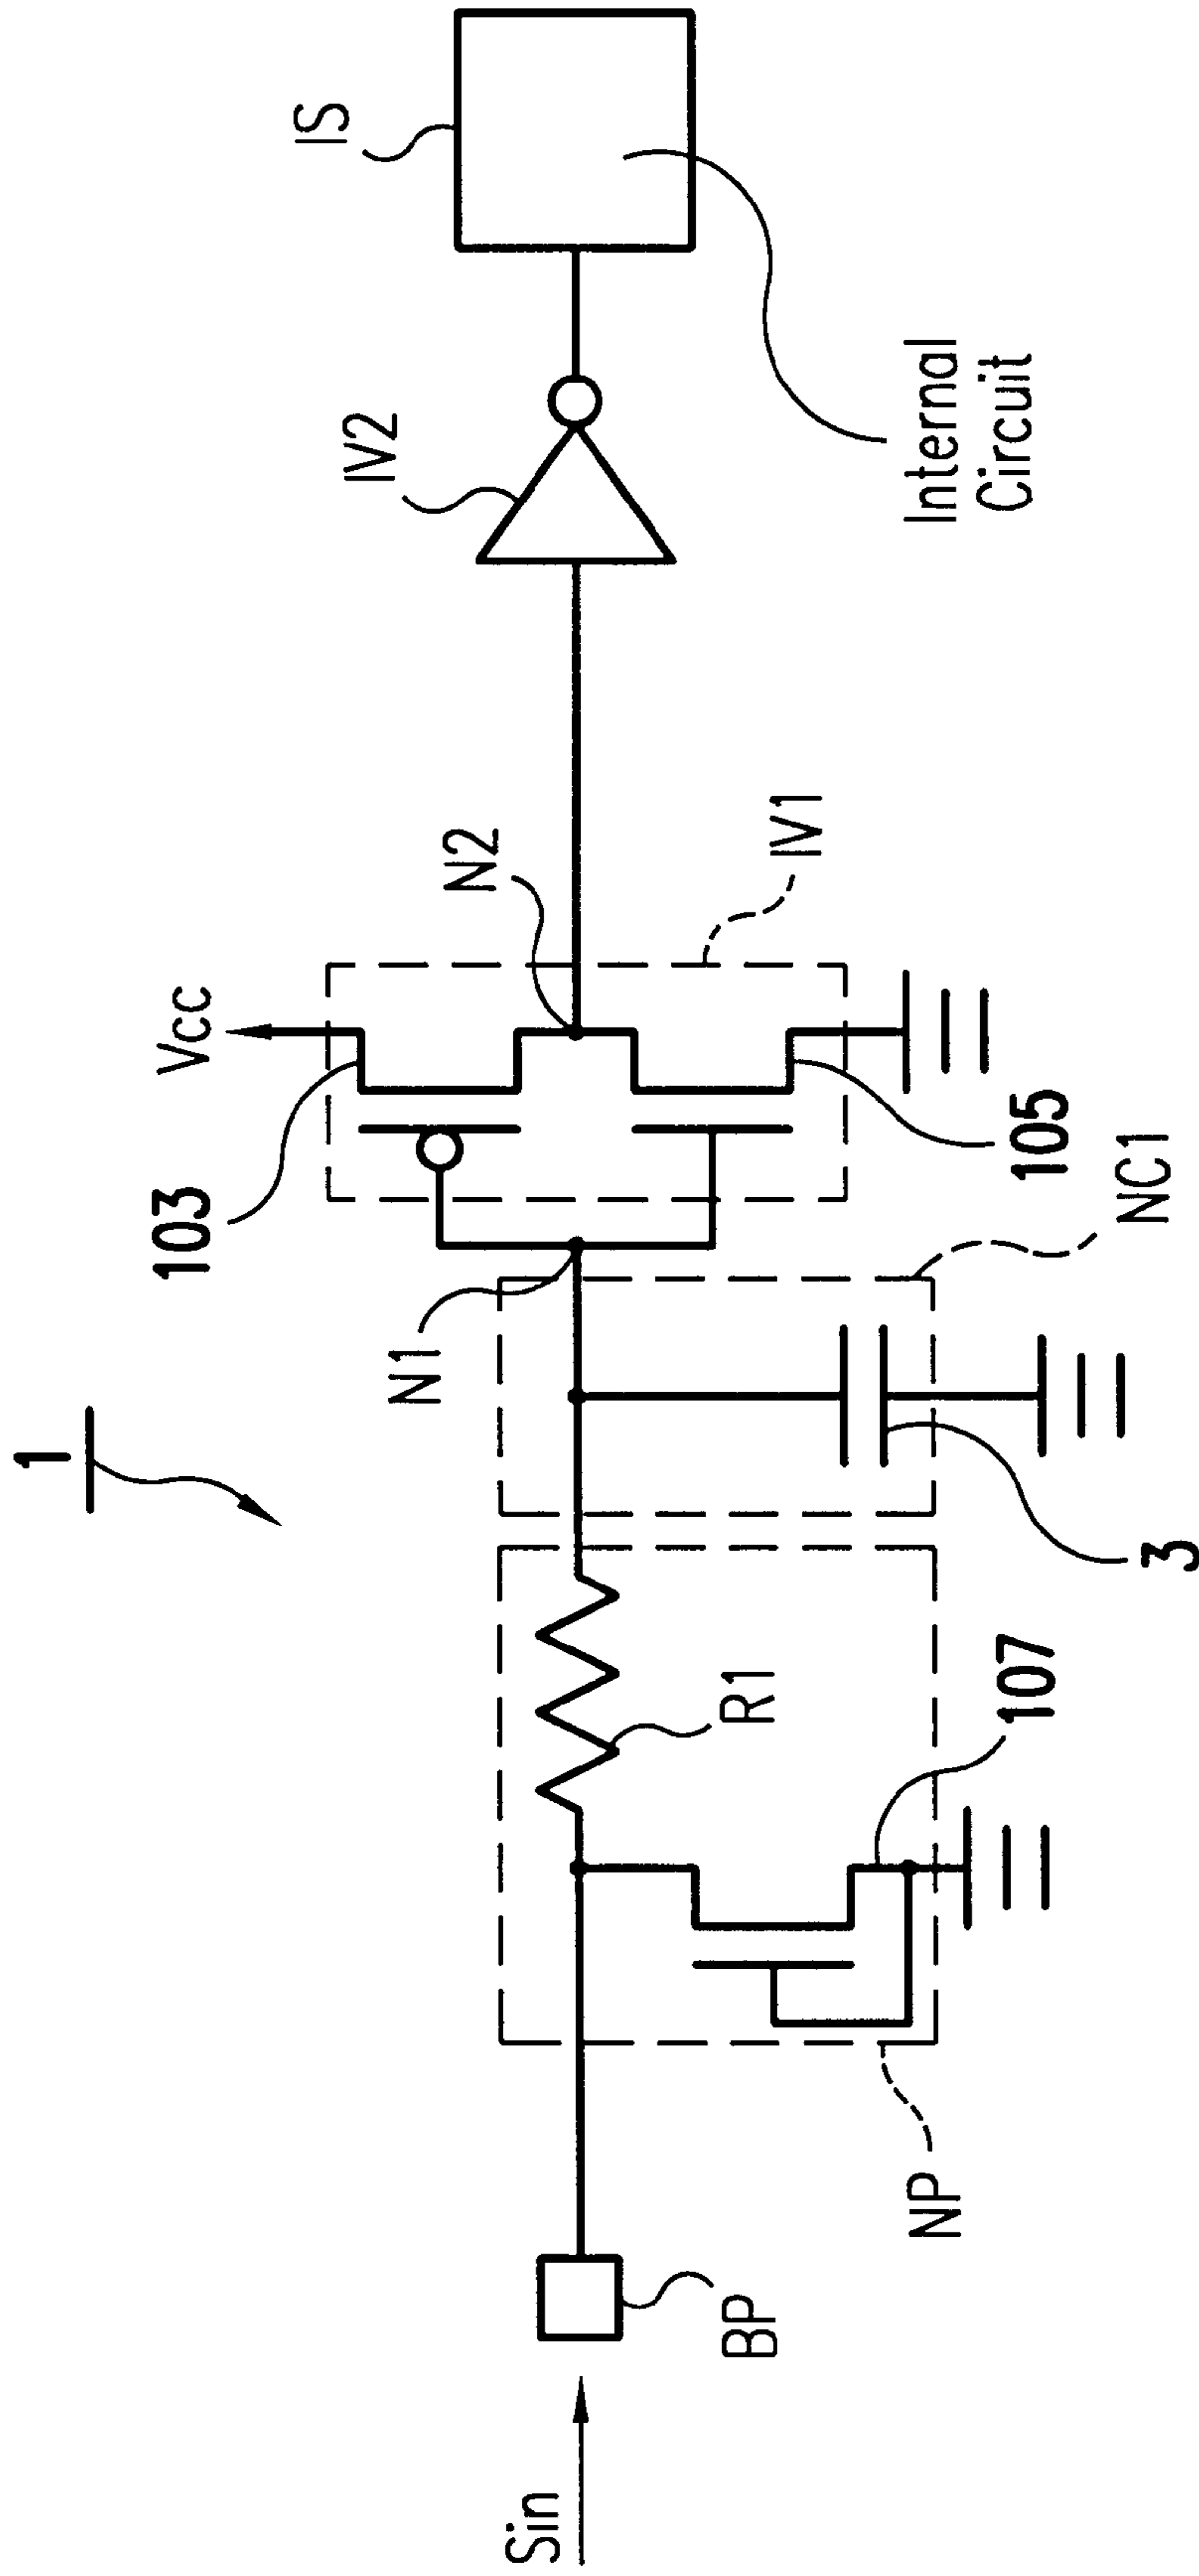 1
Sin
BP
NP
107
R1
3
NC1
N1
103
Vcc
105
IV1
N2
IV2
IS
Internal
Circuit